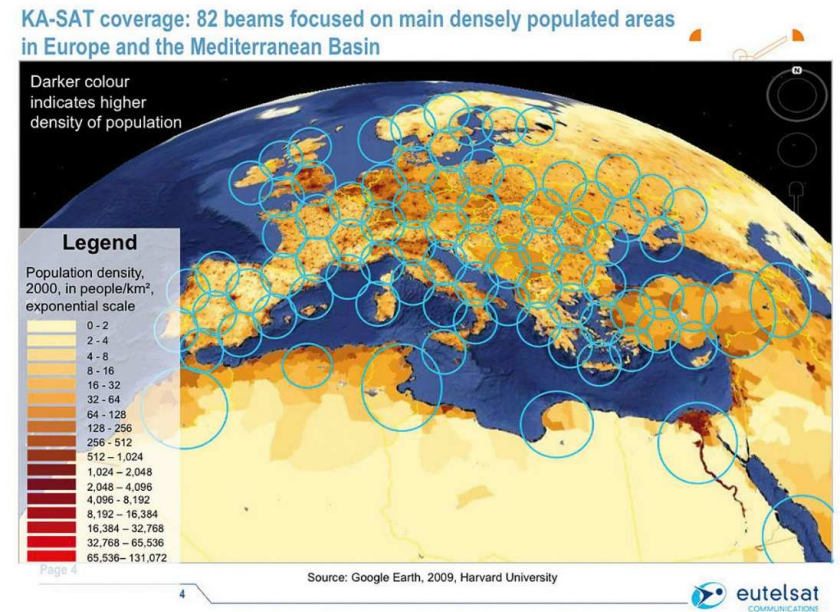 KA-SAT coverage: 82 beams focused on main densely populated areas
in Europe and the Mediterranean Basin
Darker colour
indicates higher
density of population
N
Legend
Population density,
2000, in people/km²,
exponential scale
0 - 2
2 - 4
4 - 8
8 - 16
16 - 32
32 - 64
64 - 128
128 - 256
256 - 512
512 – 1,024
1,024 – 2,048
2,048 – 4,096
4,096 - 8,192
8,192 – 16,384
16,384 – 32,768
32,768 – 65,536
65,536– 131,072
Page 4
Source: Google Earth, 2009, Harvard University
4
eutelsat
COMMUNICATIONS